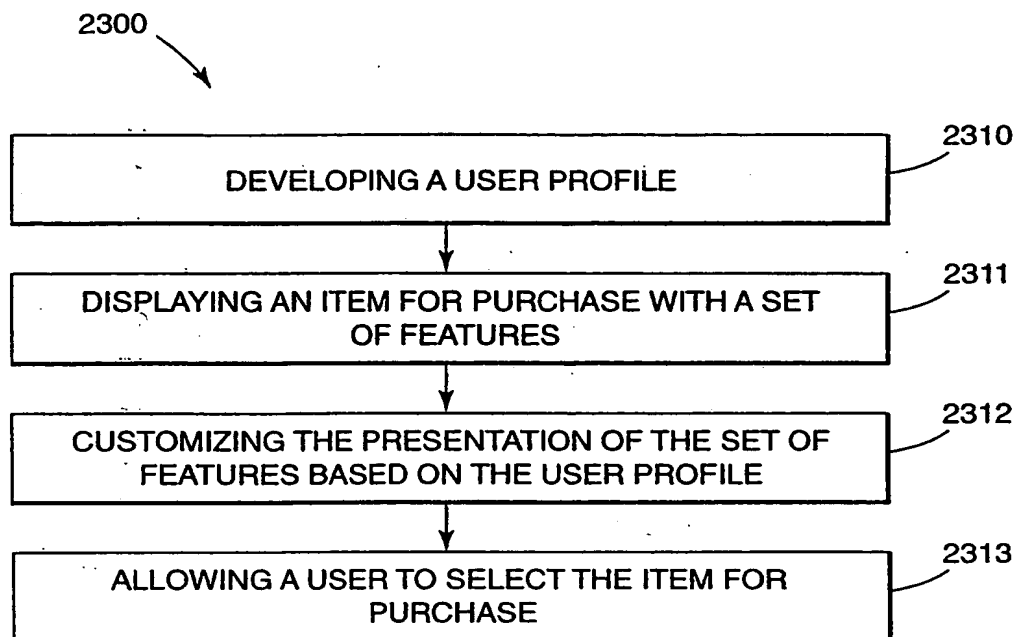 2300
2310
DEVELOPING A USER PROFILE
2311
DISPLAYING AN ITEM FOR PURCHASE WITH A SET
OF FEATURES
2312
CUSTOMIZING THE PRESENTATION OF THE SET OF
FEATURES BASED ON THE USER PROFILE
2313
ALLOWING A USER TO SELECT THE ITEM FOR
PURCHASE